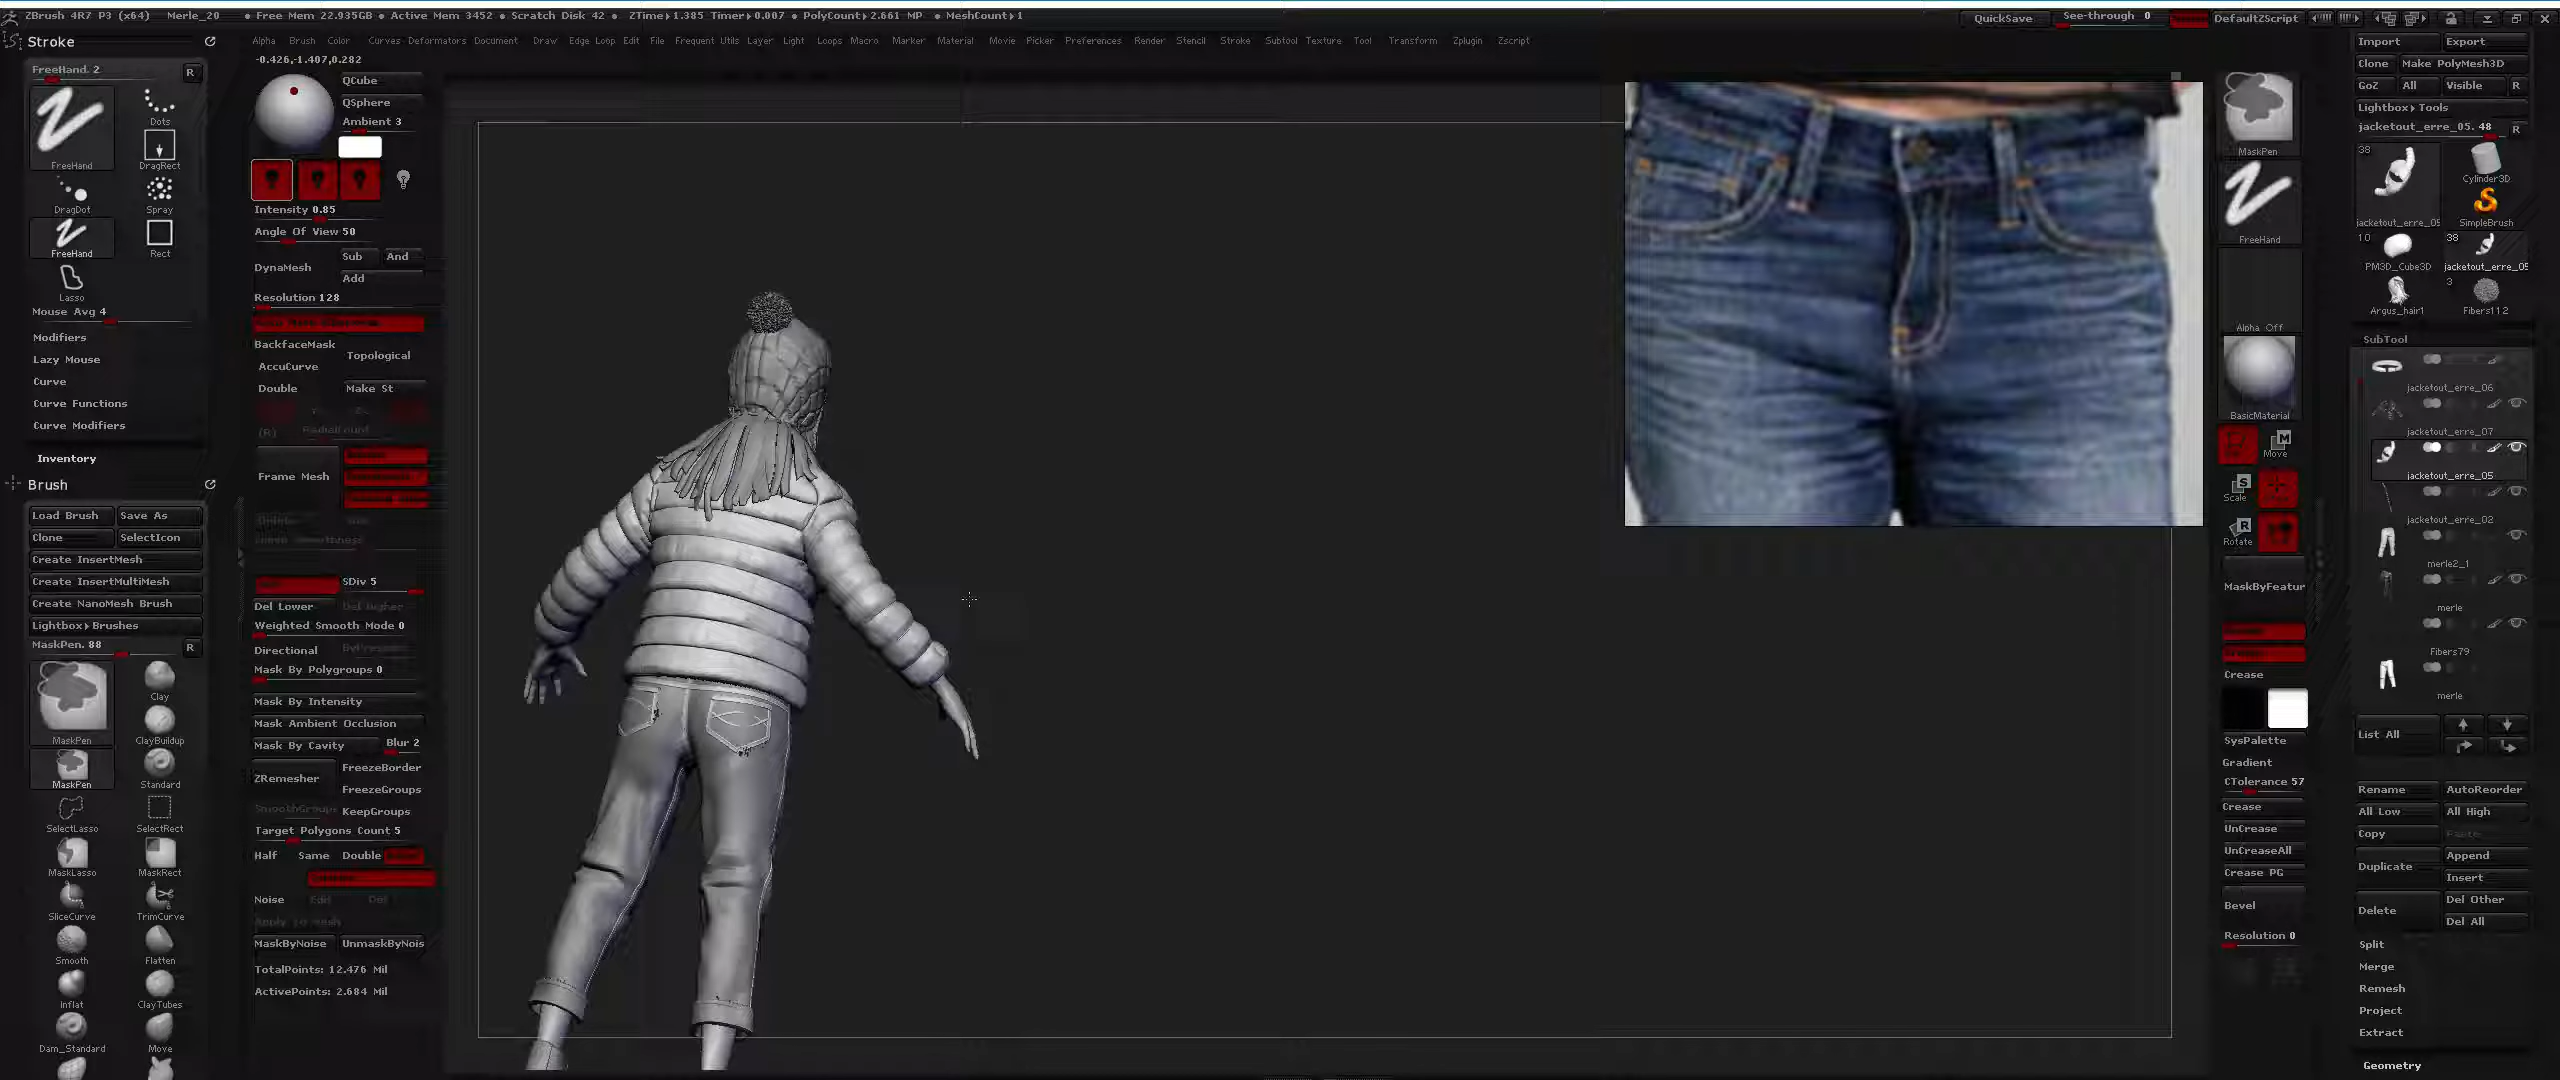 ZBrush 4R7 P3 (x64) Merle_20 • Free Mem 22.935GB • Active Mem 3452 • Scratch Disk 42 • ZTime▸1.385 Timer▸0.007 • PolyCount▸2.661 MP • MeshCount▸1 QuickSave See-through 0 DefaultZScript
Alpha Brush Color Curves Deformators Document Draw Edge Loop Edit File Frequent Utils Layer Light Loops Macro Marker Material Movie Picker Preferences Render Stencil Stroke Subtool Texture Tool Transform Zplugin Zscript
-0.426,-1.407,0.282
Stroke
FreeHand. 2
R
FreeHand
Dots
DragRect
DragDot
Spray
FreeHand
Rect
Lasso
Mouse Avg 4
Modifiers
Lazy Mouse
Curve
Curve Functions
Curve Modifiers
Inventory
Brush
Load Brush
Save As
Clone
SelectIcon
Create InsertMesh
Create InsertMultiMesh
Create NanoMesh Brush
Lightbox▸Brushes
MaskPen. 88
R
MaskPen
Clay
ClayBuildup
MaskPen
Standard
SelectLasso
SelectRect
MaskLasso
MaskRect
SliceCurve
TrimCurve
Smooth
Flatten
Inflat
ClayTubes
Dam_Standard
Move
QCube
QSphere
Ambient 3
Intensity 0.85
Angle Of View 50
DynaMesh
Sub
And
Add
Resolution 128
BackfaceMask
Topological
AccuCurve
Double
Make St
(R)
RadialCount
Frame Mesh
SDiv 5
Del Lower
Del Higher
Weighted Smooth Mode 0
Directional
Mask By Polygroups 0
Mask By Intensity
Mask Ambient Occlusion
Mask By Cavity
Blur 2
ZRemesher
FreezeBorder
FreezeGroups
SmoothGroups
KeepGroups
Target Polygons Count 5
Half
Same
Double
Noise
Edit
Del
MaskByNoise
UnmaskByNois
TotalPoints: 12.476 Mil
ActivePoints: 2.684 Mil
MaskPen
FreeHand
Alpha Off
BasicMaterial
Move
Scale
Rotate
MaskByFeatur
Crease
SysPalette
Gradient
CTolerance 57
Crease
UnCrease
UnCreaseAll
Crease PG
Bevel
Resolution 0
Import
Export
Clone
Make PolyMesh3D
GoZ
All
Visible
R
Lightbox▸Tools
jacketout_erre_05. 48
R
38
jacketout_erre_05
Cylinder3D
SimpleBrush
10
PM3D_Cube3D
38
jacketout_erre_05
Argus_hair1
3
Fibers112
SubTool
jacketout_erre_06
jacketout_erre_07
jacketout_erre_05
jacketout_erre_02
merle2_1
merle
Fibers79
merle
List All
Rename
AutoReorder
All Low
All High
Copy
Paste
Duplicate
Append
Insert
Delete
Del Other
Del All
Split
Merge
Remesh
Project
Extract
Geometry